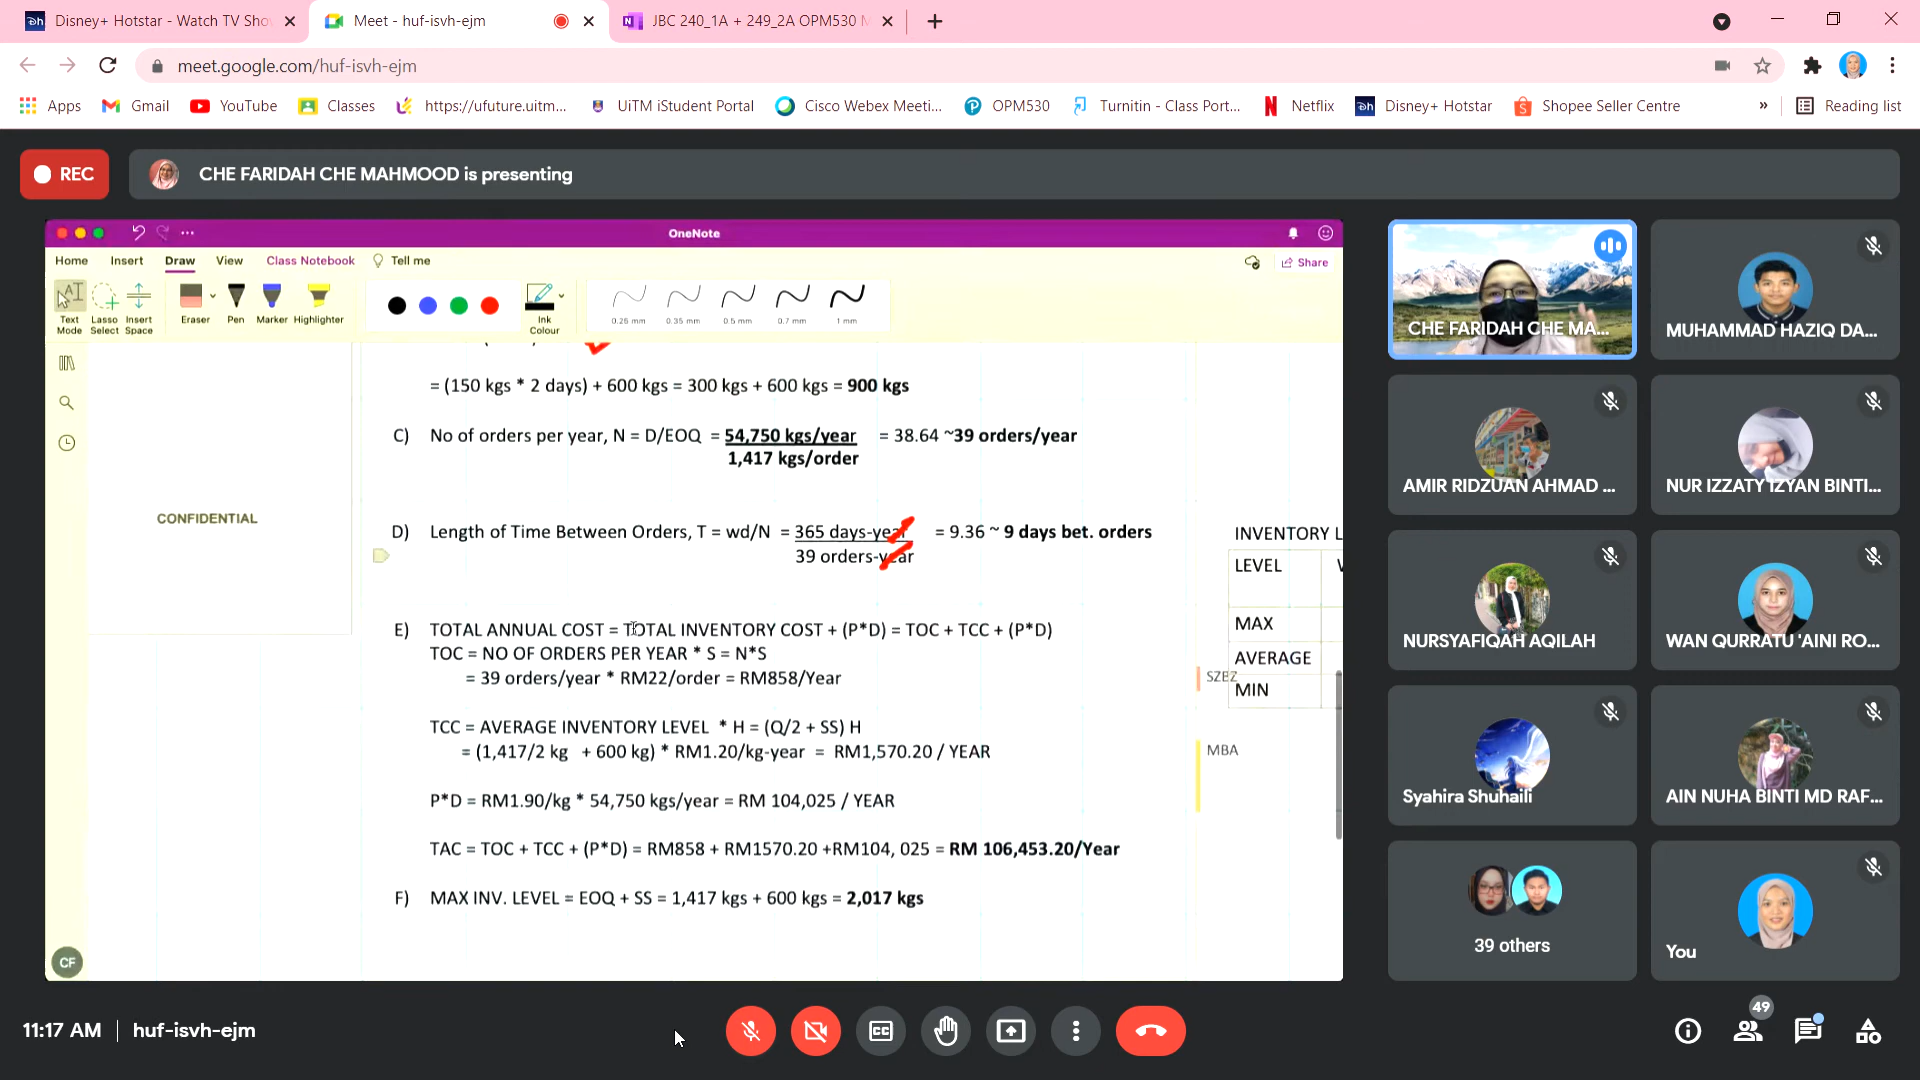 Disney+ Hotstar - Watch TV Sho
Meet - huf-isvh-ejm
JBC 240_1A + 249_2A OPM530 M
meet.google.com/huf-isvh-ejm
Apps
Gmail
YouTube
Classes
https://ufuture.uitm...
UiTM iStudent Portal
Cisco Webex Meeti...
OPM530
Turnitin - Class Port...
Netflix
Disney+ Hotstar
Shopee Seller Centre
»
Reading list
REC
CHE FARIDAH CHE MAHMOOD is presenting
OneNote
Home
Insert
Draw
View
Class Notebook
Tell me
Share
Text Mode
Lasso Select
Insert Space
Eraser
Pen
Marker
Highlighter
Ink Colour
0.25 mm
0.35 mm
0.5 mm
0.7 mm
1 mm
CONFIDENTIAL
= (150 kgs * 2 days) + 600 kgs = 300 kgs + 600 kgs = 900 kgs
C) No of orders per year, N = D/EOQ = 54,750 kgs/year = 38.64 ~39 orders/year
1,417 kgs/order
D) Length of Time Between Orders, T = wd/N = 365 days-year = 9.36 ~ 9 days bet. orders
39 orders-year
E) TOTAL ANNUAL COST = TOTAL INVENTORY COST + (P*D) = TOC + TCC + (P*D)
TOC = NO OF ORDERS PER YEAR * S = N*S
= 39 orders/year * RM22/order = RM858/Year
TCC = AVERAGE INVENTORY LEVEL * H = (Q/2 + SS) H
= (1,417/2 kg + 600 kg) * RM1.20/kg-year = RM1,570.20 / YEAR
P*D = RM1.90/kg * 54,750 kgs/year = RM 104,025 / YEAR
TAC = TOC + TCC + (P*D) = RM858 + RM1570.20 +RM104, 025 = RM 106,453.20/Year
F) MAX INV. LEVEL = EOQ + SS = 1,417 kgs + 600 kgs = 2,017 kgs
INVENTORY L
LEVEL
MAX
AVERAGE
MIN
SZBZ
MBA
CF
CHE FARIDAH CHE MA...
MUHAMMAD HAZIQ DA...
AMIR RIDZUAN AHMAD ...
NUR IZZATY IZYAN BINTI...
NURSYAFIQAH AQILAH
WAN QURRATU 'AINI RO...
Syahira Shuhaili
AIN NUHA BINTI MD RAF...
39 others
You
11:17 AM
huf-isvh-ejm
49